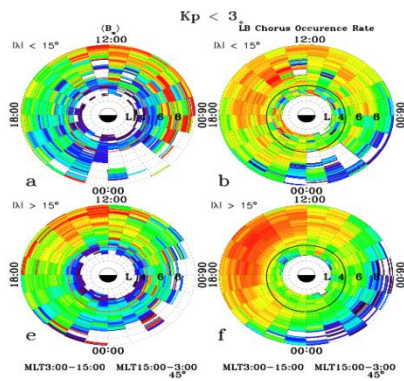 Kp < 3+
⟨Bw⟩ LB Chorus Occurence Rate
|λ| < 15° 12:00 |λ| < 15° 12:00
18:00 L 4 6 8 06:00 18:00 L 4 6 8 06:00
a 00:00 b 00:00
|λ| > 15° 12:00 |λ| > 15° 12:00
18:00 L 4 6 8 06:00 18:00 L 4 6 8 06:00
e 00:00 f 00:00
MLT3:00−15:00 MLT15:00−3:00 MLT3:00−15:00 MLT15:00−3:00
45° 45°